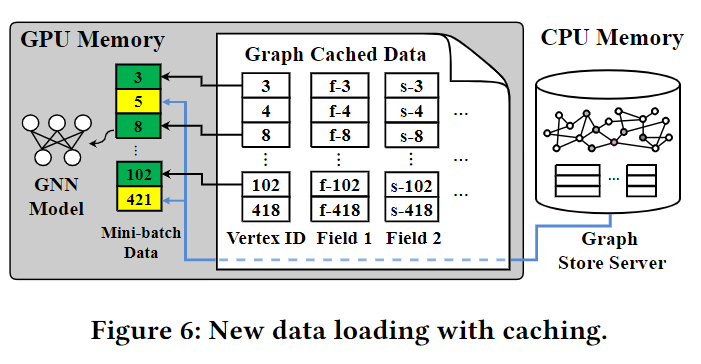 GPU Memory
CPU Memory
Graph Cached Data
3
5
8
⋮
102
421
3
4
8
⋮
102
418
f-3
f-4
f-8
⋮
f-102
f-418
s-3
s-4
s-8
⋮
s-102
s-418
...
...
...
GNN
Model
Mini-batch
Data
Vertex ID
Field 1
Field 2
Graph
Store Server
Figure 6: New data loading with caching.